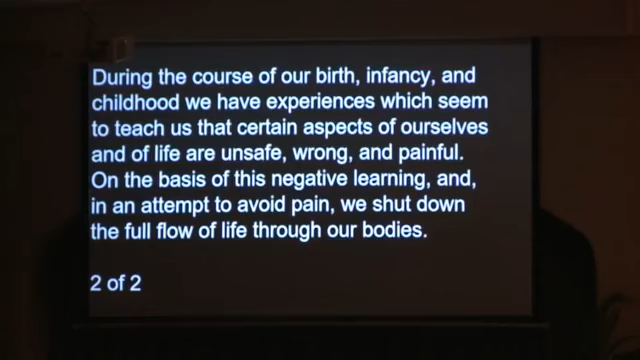 During the course of our birth, infancy, and
childhood we have experiences which seem
to teach us that certain aspects of ourselves
and of life are unsafe, wrong, and painful.
On the basis of this negative learning, and,
in an attempt to avoid pain, we shut down
the full flow of life through our bodies.
2 of 2